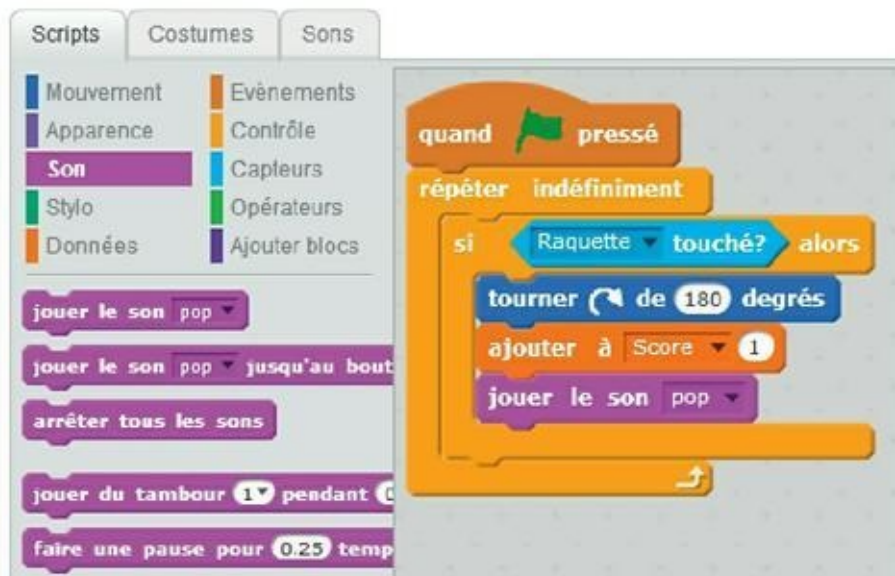 Scripts Costumes Sons
Mouvement Evènements
Apparence Contrôle
Son Capteurs
Stylo Opérateurs
Données Ajouter blocs
jouer le son pop
jouer le son pop jusqu'au bout
arrêter tous les sons
jouer du tambour 1 pendant
faire une pause pour 0.25 temp
quand pressé
répéter indéfiniment
si Raquette touché? alors
tourner de 180 degrés
ajouter à Score 1
jouer le son pop